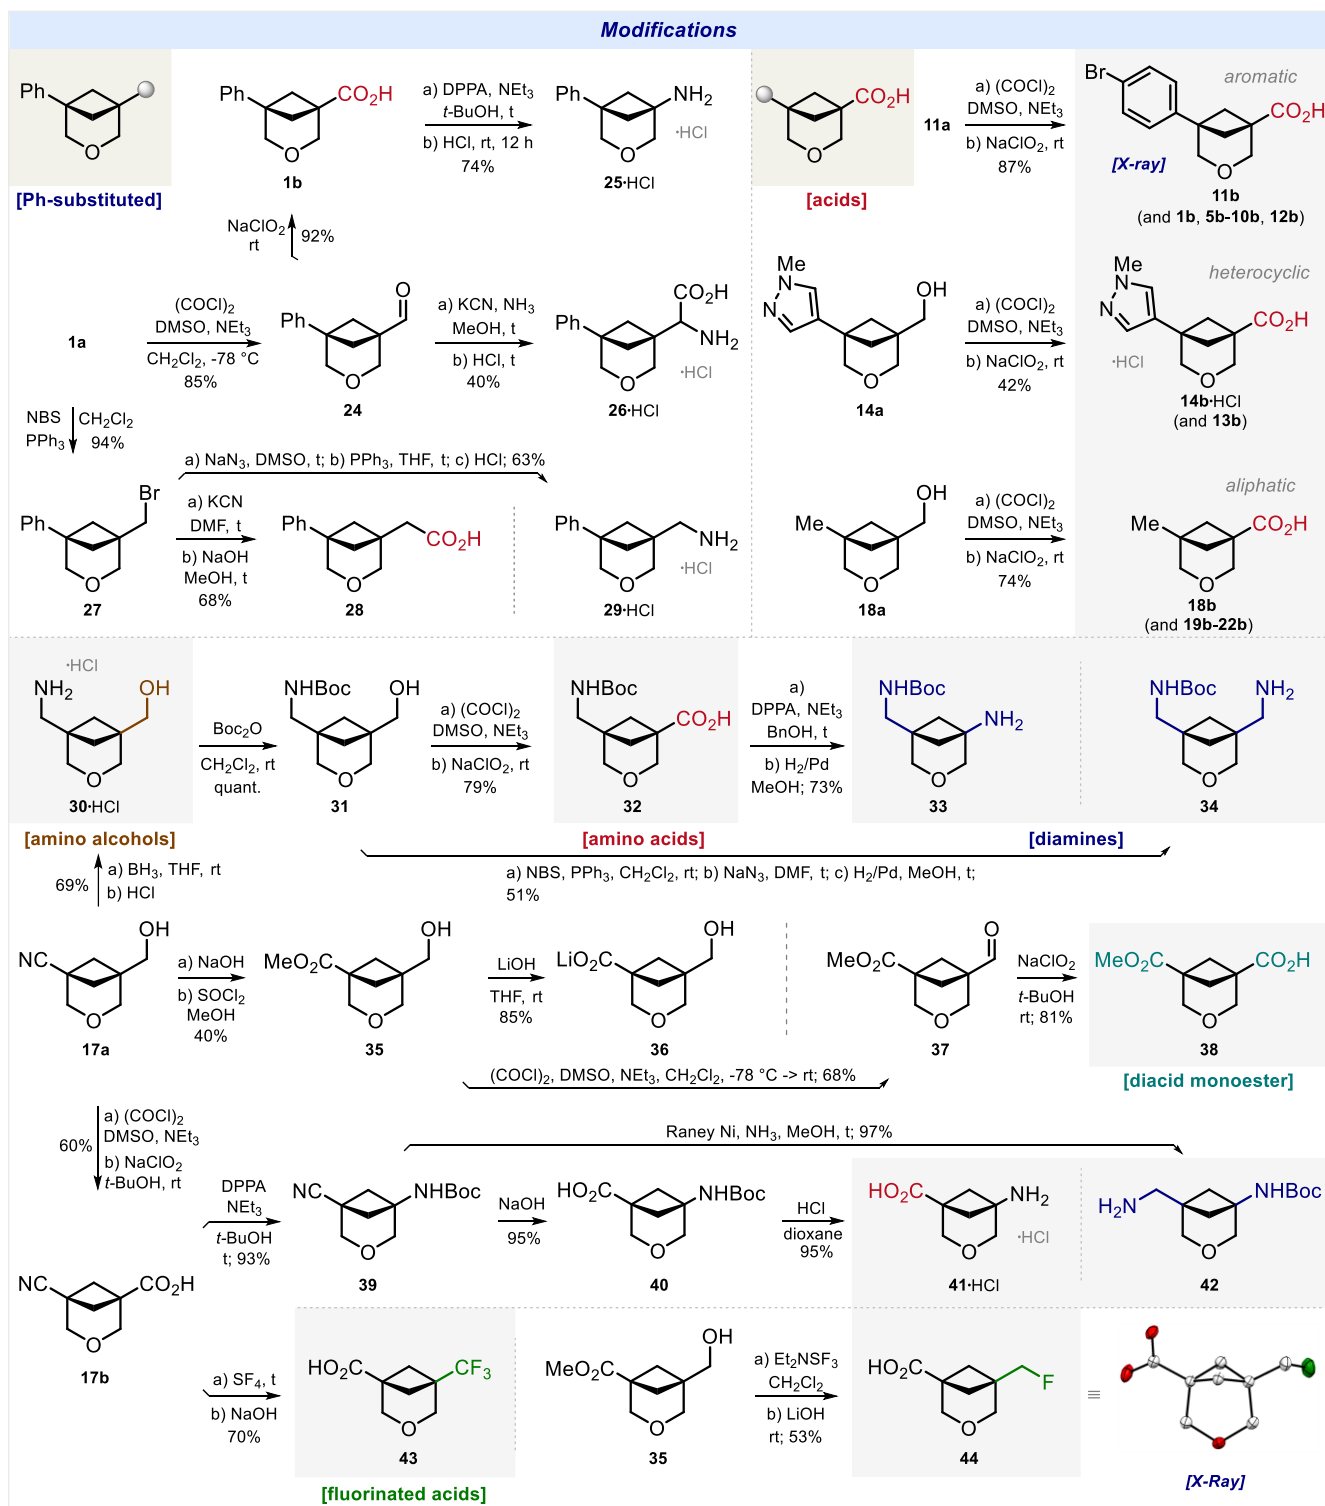 Modifications
Ph
O
[Ph-substituted]
Ph
CO2H
O
1b
a) DPPA, NEt3
t-BuOH, t
b) HCl, rt, 12 h
74%
Ph
NH2
·HCl
O
25·HCl
NaClO2
rt
92%
1a
(COCl)2
DMSO, NEt3
CH2Cl2, -78 °C
85%
Ph
O
O
24
a) KCN, NH3
MeOH, t
b) HCl, t
40%
CO2H
Ph
NH2
·HCl
O
26·HCl
NBS
PPh3
CH2Cl2
94%
a) NaN3, DMSO, t; b) PPh3, THF, t; c) HCl; 63%
Br
Ph
O
27
a) KCN
DMF, t
b) NaOH
MeOH, t
68%
Ph
CO2H
O
28
Ph
NH2
·HCl
O
29·HCl
CO2H
O
[acids]
11a
a) (COCl)2
DMSO, NEt3
b) NaClO2, rt
87%
Br
aromatic
CO2H
[X-ray]
O
11b
(and 1b, 5b-10b, 12b)
Me
N
N
OH
O
14a
a) (COCl)2
DMSO, NEt3
b) NaClO2, rt
42%
Me
heterocyclic
N
N
CO2H
·HCl
O
14b·HCl
(and 13b)
OH
Me
O
18a
a) (COCl)2
DMSO, NEt3
b) NaClO2, rt
74%
aliphatic
Me
CO2H
O
18b
(and 19b-22b)
·HCl
NH2
OH
O
30·HCl
[amino alcohols]
Boc2O
CH2Cl2, rt
quant.
NHBoc
OH
O
31
a) (COCl)2
DMSO, NEt3
b) NaClO2, rt
79%
NHBoc
CO2H
O
32
[amino acids]
a)
DPPA, NEt3
BnOH, t
b) H2/Pd
MeOH; 73%
NHBoc
NH2
O
33
NHBoc
NH2
O
34
[diamines]
69%
a) BH3, THF, rt
b) HCl
a) NBS, PPh3, CH2Cl2, rt; b) NaN3, DMF, t; c) H2/Pd, MeOH, t;
51%
OH
NC
O
17a
a) NaOH
b) SOCl2
MeOH
40%
OH
MeO2C
O
35
LiOH
THF, rt
85%
OH
LiO2C
O
36
O
MeO2C
O
37
NaClO2
t-BuOH
rt; 81%
MeO2C
CO2H
O
38
[diacid monoester]
(COCl)2, DMSO, NEt3, CH2Cl2, -78 °C -> rt; 68%
60%
a) (COCl)2
DMSO, NEt3
b) NaClO2
t-BuOH, rt
Raney Ni, NH3, MeOH, t; 97%
NC
CO2H
O
17b
DPPA
NEt3
t-BuOH
t; 93%
NC
NHBoc
O
39
NaOH
95%
HO2C
NHBoc
O
40
HCl
dioxane
95%
HO2C
NH2
·HCl
O
41·HCl
H2N
NHBoc
O
42
a) SF4, t
b) NaOH
70%
HO2C
CF3
O
43
[fluorinated acids]
OH
MeO2C
O
35
a) Et2NSF3
CH2Cl2
b) LiOH
rt; 53%
HO2C
F
O
44
≡
[X-Ray]